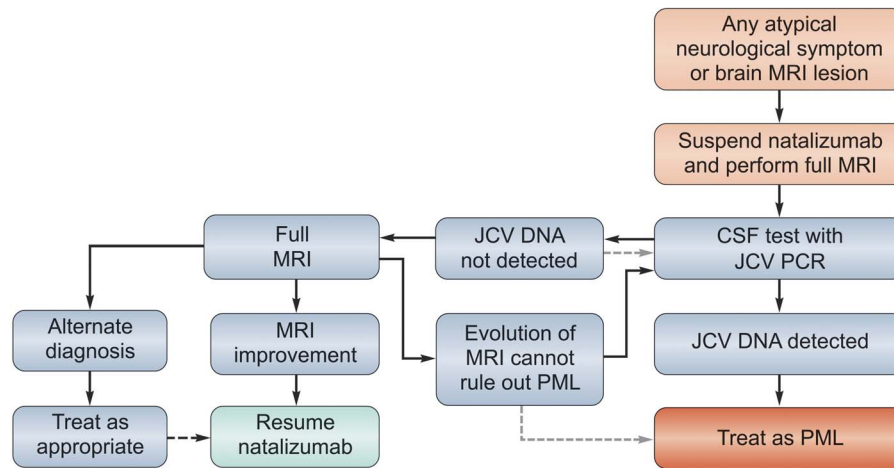 Any atypical
neurological symptom
or brain MRI lesion
Suspend natalizumab
and perform full MRI
CSF test with
JCV PCR
JCV DNA
not detected
Full
MRI
Alternate
diagnosis
MRI
improvement
Evolution of
MRI cannot
rule out PML
JCV DNA detected
Treat as
appropriate
Resume
natalizumab
Treat as PML